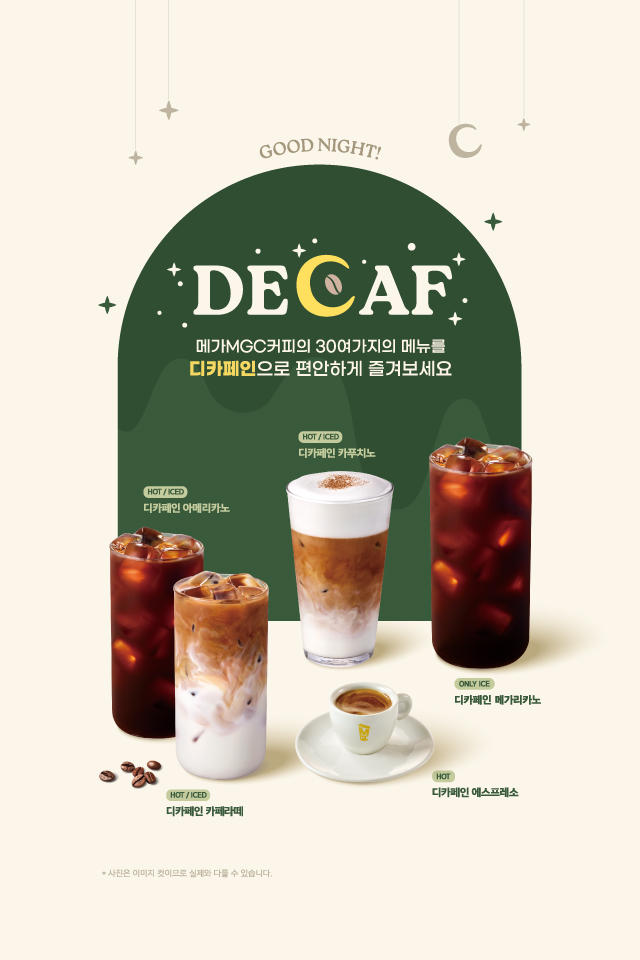 GOOD NIGHT!
DECAF
메가MGC커피의 30여가지의 메뉴를
디카페인으로 편안하게 즐겨보세요
HOT / ICED
디카페인 카푸치노
HOT / ICED
디카페인 아메리카노
ONLY ICE
디카페인 메가리카노
HOT
디카페인 에스프레소
HOT / ICED
디카페인 카페라떼
* 사진은 이미지 컷이므로 실제와 다를 수 있습니다.